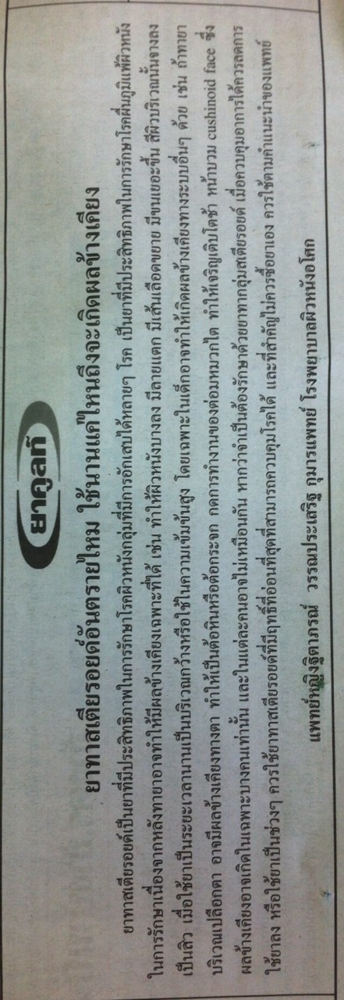 ยาคูลท์
ยาทาสเตียรอยด์อันตรายไหม ใช้นานแค่ไหนถึงจะเกิดผลข้างเคียง
ยาทาสเตียรอยด์เป็นยาที่มีประสิทธิภาพในการรักษาโรคผิวหนังกลุ่มที่มีการอักเสบได้หลายๆ โรค เป็นยาที่มีประสิทธิภาพในการรักษาโรคผื่นภูมิแพ้ผิวหนัง
ในการรักษาเนื่องจากหลังทายาอาจทำให้มีผลข้างเคียงเฉพาะที่ได้ เช่น ทำให้ผิวหนังบางลง มีลายแตก มีเส้นเลือดขยาย มีขนเยอะขึ้น สีผิวบริเวณนั้นจางลง
เป็นสิว เมื่อใช้ยาเป็นระยะเวลานานเป็นบริเวณกว้างหรือใช้ในความเข้มข้นสูง โดยเฉพาะในเด็กอาจทำให้เกิดผลข้างเคียงทางระบบอื่นๆ ด้วย เช่น ถ้าทายา
บริเวณเปลือกตา อาจมีผลข้างเคียงทางตา ทำให้เป็นต้อหินหรือต้อกระจก กดการทำงานของต่อมหมวกไต ทำให้เจริญเติบโตช้า หน้าบวม cushinoid face ซึ่ง
ผลข้างเคียงอาจเกิดในเฉพาะบางคนเท่านั้น และในแต่ละคนอาจไม่เหมือนกัน หากว่าจำเป็นต้องรักษาด้วยยาทากลุ่มสเตียรอยด์ เมื่อควบคุมอาการได้ควรลดการ
ใช้ยาลง หรือใช้ยาเป็นช่วงๆ ควรใช้ยาทาสเตียรอยด์ที่มีฤทธิ์ที่อ่อนที่สุดที่สามารถควบคุมโรคได้ และที่สำคัญไม่ควรซื้อยาเอง ควรใช้ตามคำแนะนำของแพทย์
แพทย์หญิงฐิตาภรณ์ วรรณประเสริฐ กุมารแพทย์ โรงพยาบาลผิวหนังอโศก